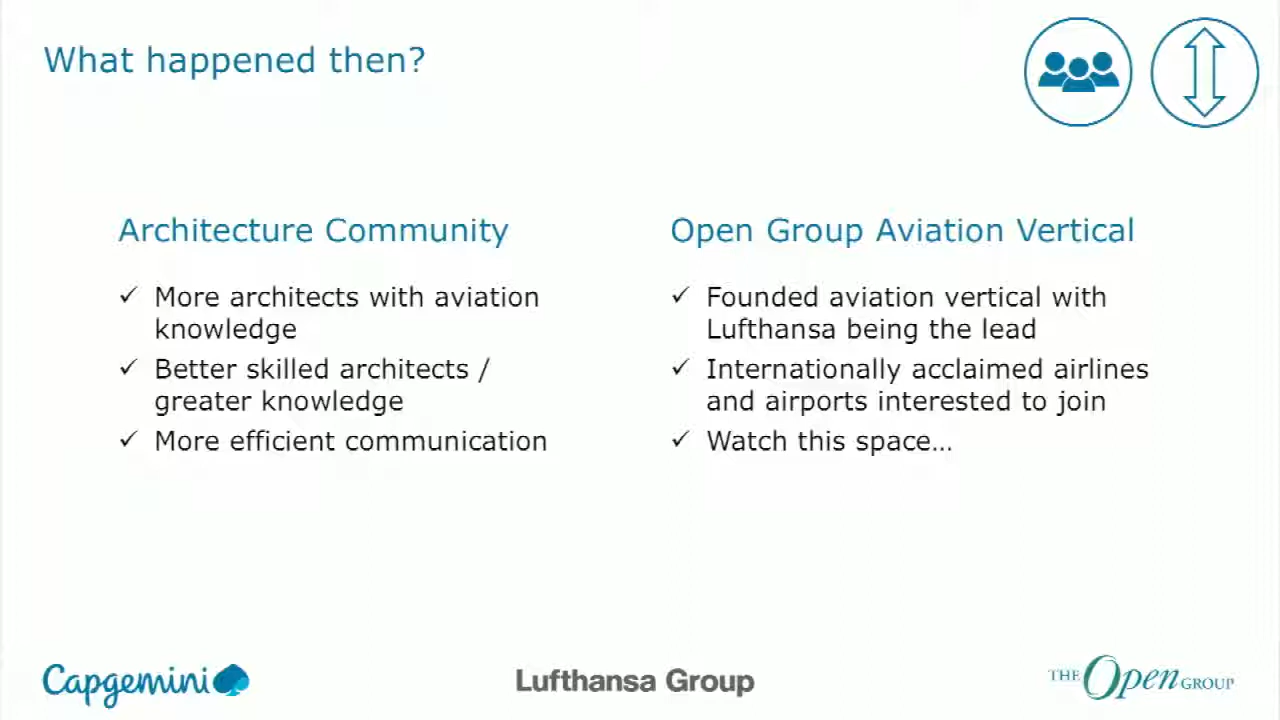 What happened then?
Architecture Community
✓ More architects with aviation
knowledge
✓ Better skilled architects /
greater knowledge
✓ More efficient communication
Open Group Aviation Vertical
✓ Founded aviation vertical with
Lufthansa being the lead
✓ Internationally acclaimed airlines
and airports interested to join
✓ Watch this space...
Capgemini
Lufthansa Group
THE Open GROUP